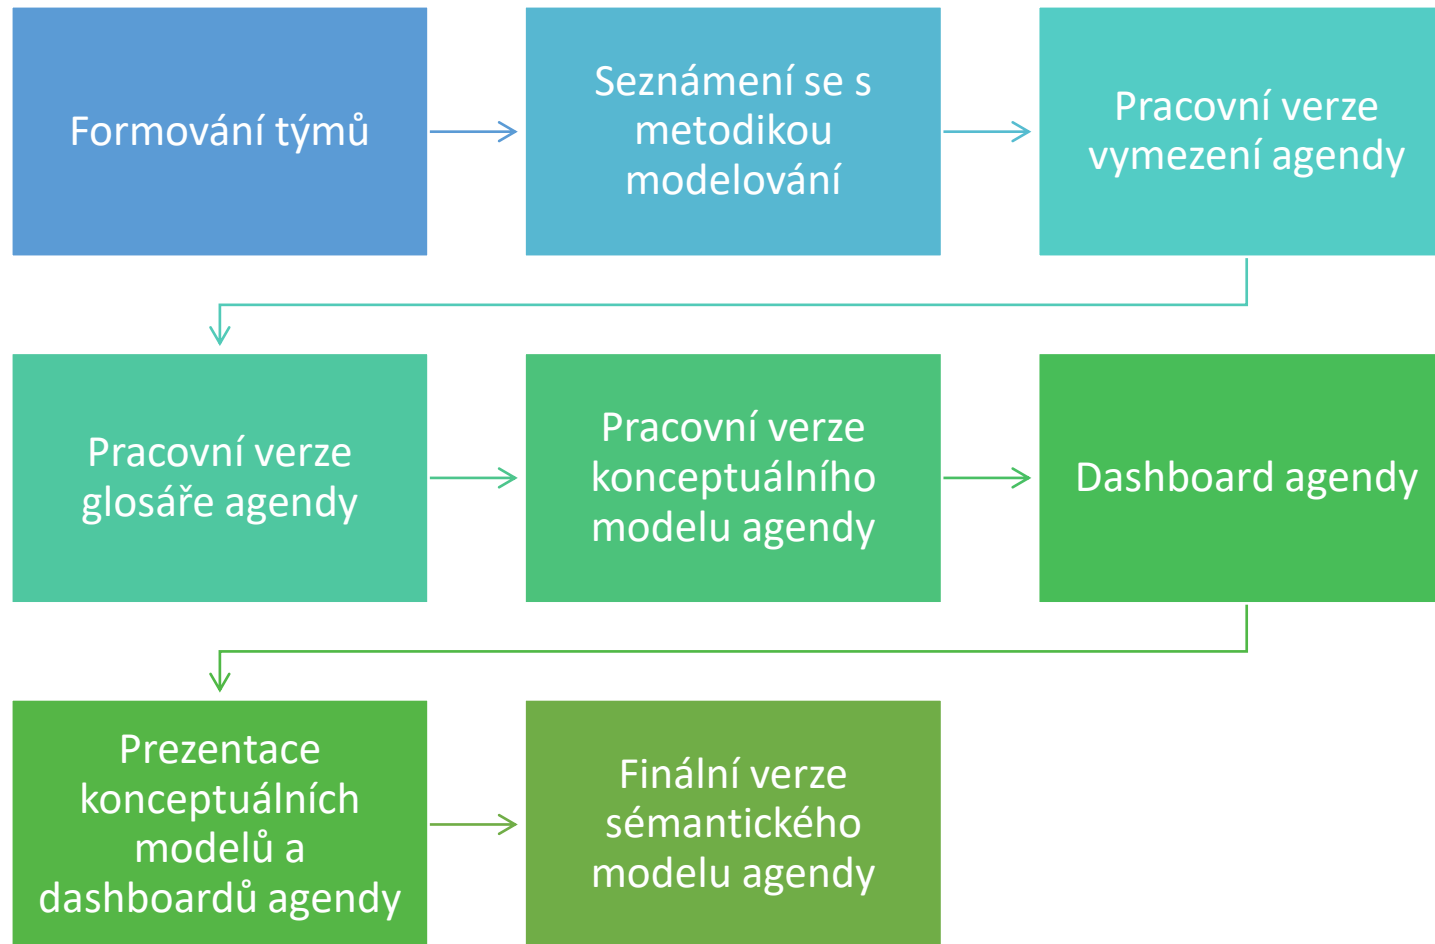 Formování týmů
Seznámení se s
metodikou
modelování
Pracovní verze
vymezení agendy
Pracovní verze
glosáře agendy
Pracovní verze
konceptuálního
modelu agendy
Dashboard agendy
Prezentace
konceptuálních
modelů a
dashboardů agendy
Finální verze
sémantického
modelu agendy